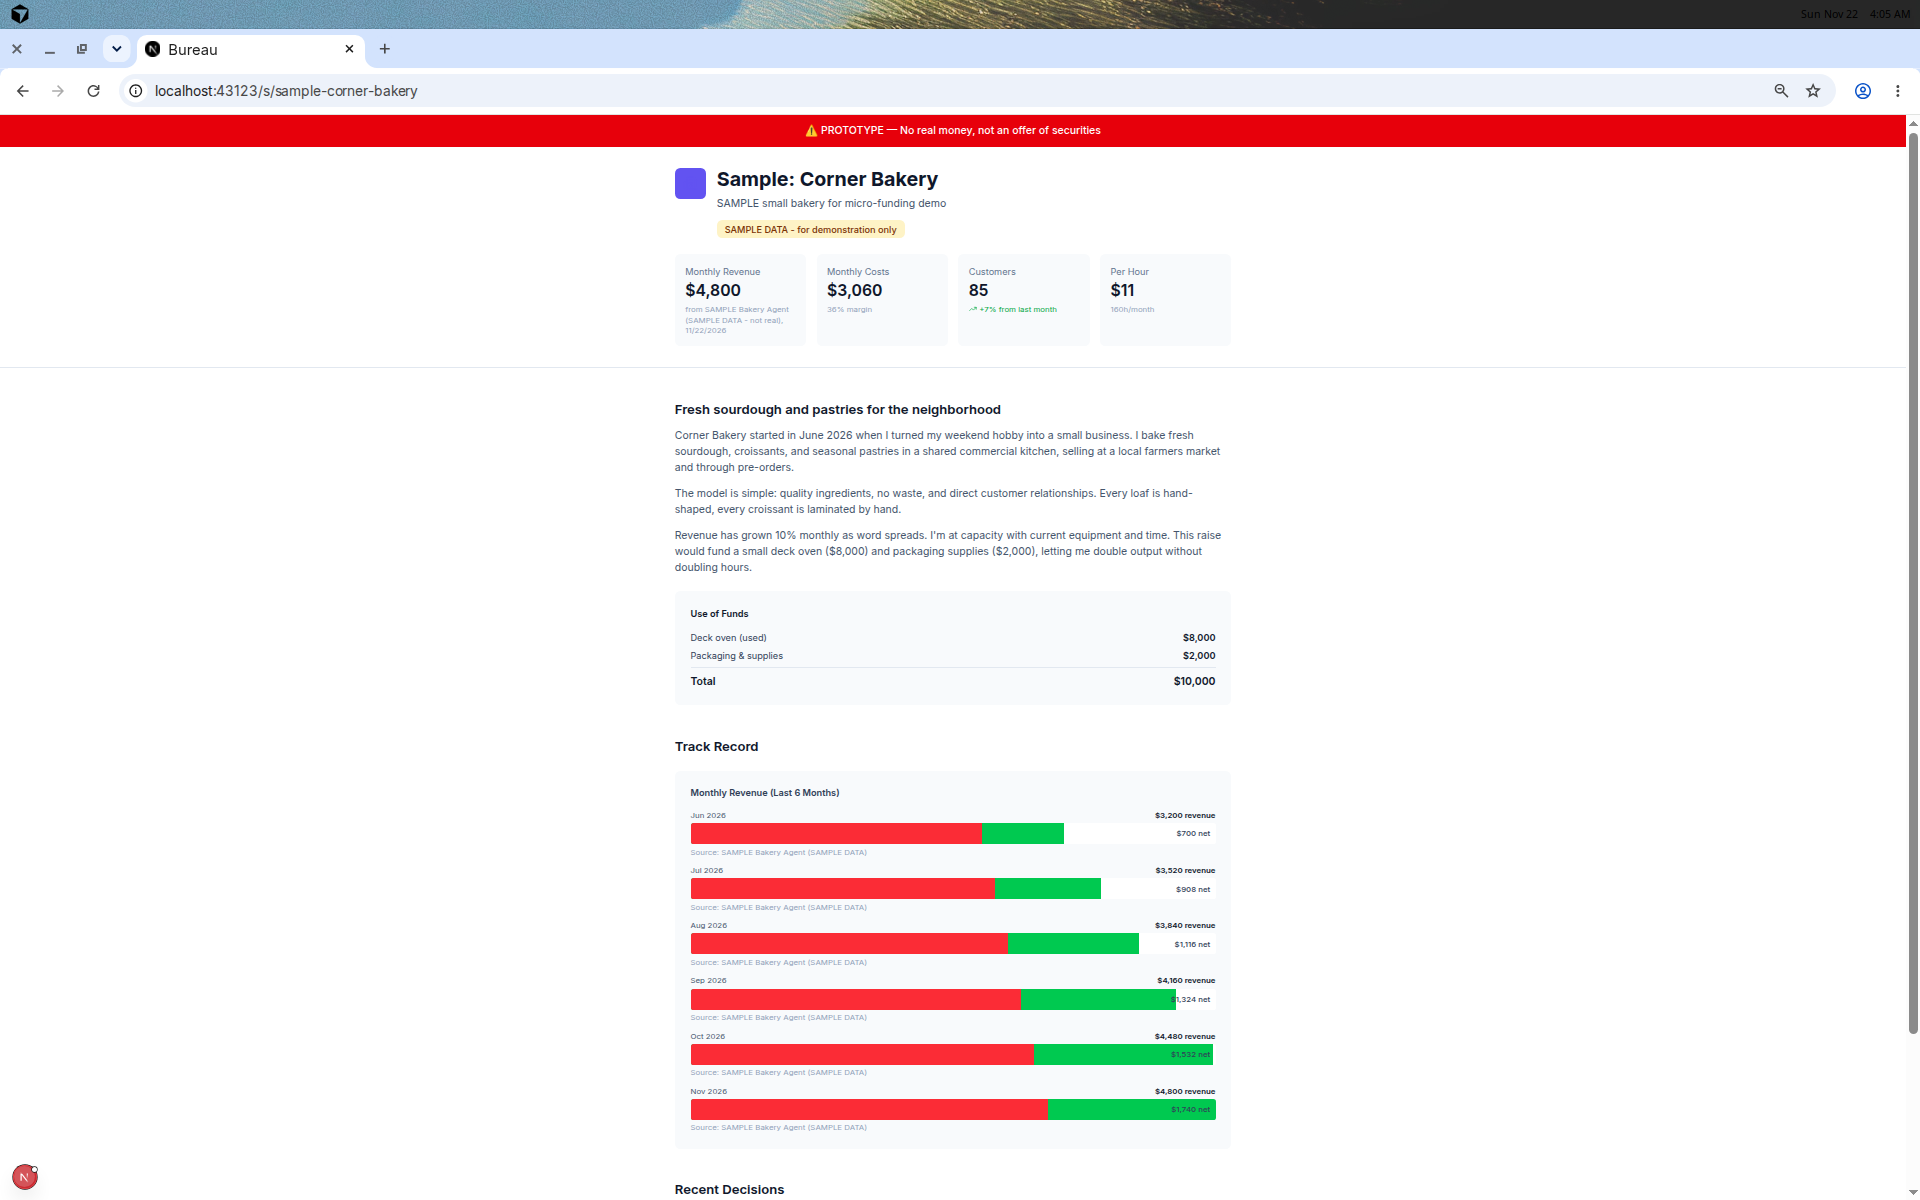 Sun Nov 22 4:05 AM
Bureau
localhost:43123/s/sample-corner-bakery
⚠️ PROTOTYPE — No real money, not an offer of securities
Sample: Corner Bakery
SAMPLE small bakery for micro-funding demo
SAMPLE DATA - for demonstration only
Monthly Revenue
$4,800
from SAMPLE Bakery Agent
(SAMPLE DATA - not real),
11/22/2026
Monthly Costs
$3,060
36% margin
Customers
85
+7% from last month
Per Hour
$11
160h/month
Fresh sourdough and pastries for the neighborhood
Corner Bakery started in June 2026 when I turned my weekend hobby into a small business. I bake fresh
sourdough, croissants, and seasonal pastries in a shared commercial kitchen, selling at a local farmers market
and through pre-orders.
The model is simple: quality ingredients, no waste, and direct customer relationships. Every loaf is hand-
shaped, every croissant is laminated by hand.
Revenue has grown 10% monthly as word spreads. I'm at capacity with current equipment and time. This raise
would fund a small deck oven ($8,000) and packaging supplies ($2,000), letting me double output without
doubling hours.
Use of Funds
Deck oven (used) $8,000
Packaging & supplies $2,000
Total $10,000
Track Record
Monthly Revenue (Last 6 Months)
Jun 2026 $3,200 revenue
$700 net
Source: SAMPLE Bakery Agent (SAMPLE DATA)
Jul 2026 $3,520 revenue
$908 net
Source: SAMPLE Bakery Agent (SAMPLE DATA)
Aug 2026 $3,840 revenue
$1,116 net
Source: SAMPLE Bakery Agent (SAMPLE DATA)
Sep 2026 $4,160 revenue
$1,324 net
Source: SAMPLE Bakery Agent (SAMPLE DATA)
Oct 2026 $4,480 revenue
$1,532 net
Source: SAMPLE Bakery Agent (SAMPLE DATA)
Nov 2026 $4,800 revenue
$1,740 net
Source: SAMPLE Bakery Agent (SAMPLE DATA)
N
Recent Decisions